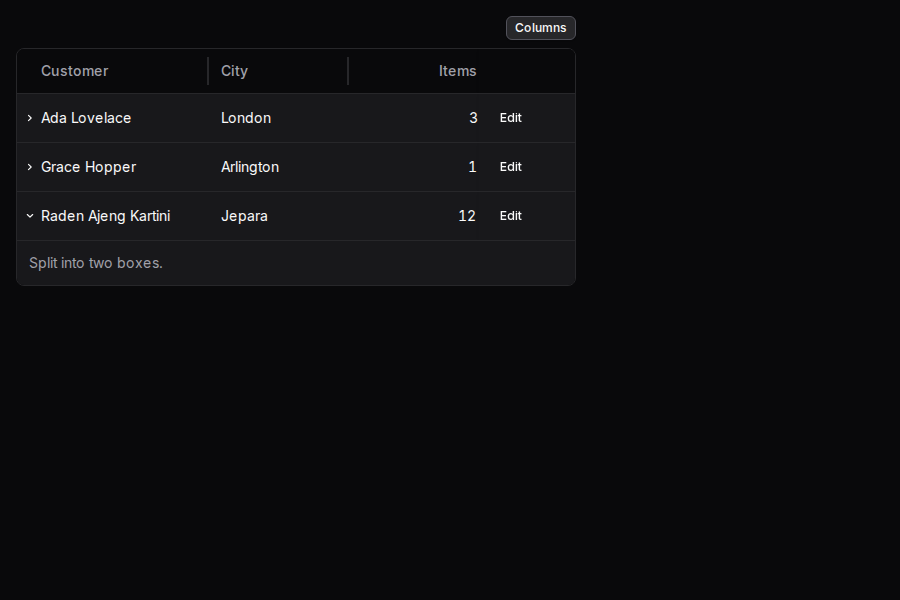 Columns
Customer City Items
Ada Lovelace London 3 Edit
Grace Hopper Arlington 1 Edit
Raden Ajeng Kartini Jepara 12 Edit
Split into two boxes.